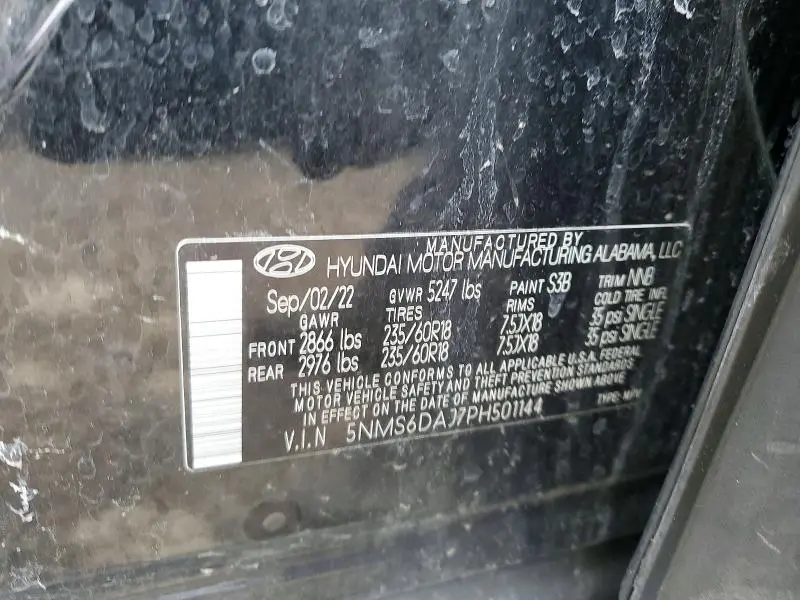 MANUFACTURED BY
HYUNDAI MOTOR MANUFACTURING ALABAMA, LLC
Sep/02/22 GVWR 5247 lbs PAINT S3B TRIM NNB
GAWR TIRES RIMS COLD TIRE INFL.
FRONT 2866 lbs 235/60R18 7.5JX18 35 psi SINGLE
REAR 2976 lbs 235/60R18 7.5JX18 35 psi SINGLE
THIS VEHICLE CONFORMS TO ALL APPLICABLE U.S.A. FEDERAL
MOTOR VEHICLE SAFETY AND THEFT PREVENTION STANDARDS
IN EFFECT ON THE DATE OF MANUFACTURE SHOWN ABOVE
V.I.N 5NMS6DAJ7PH501144 TYPE: MPV